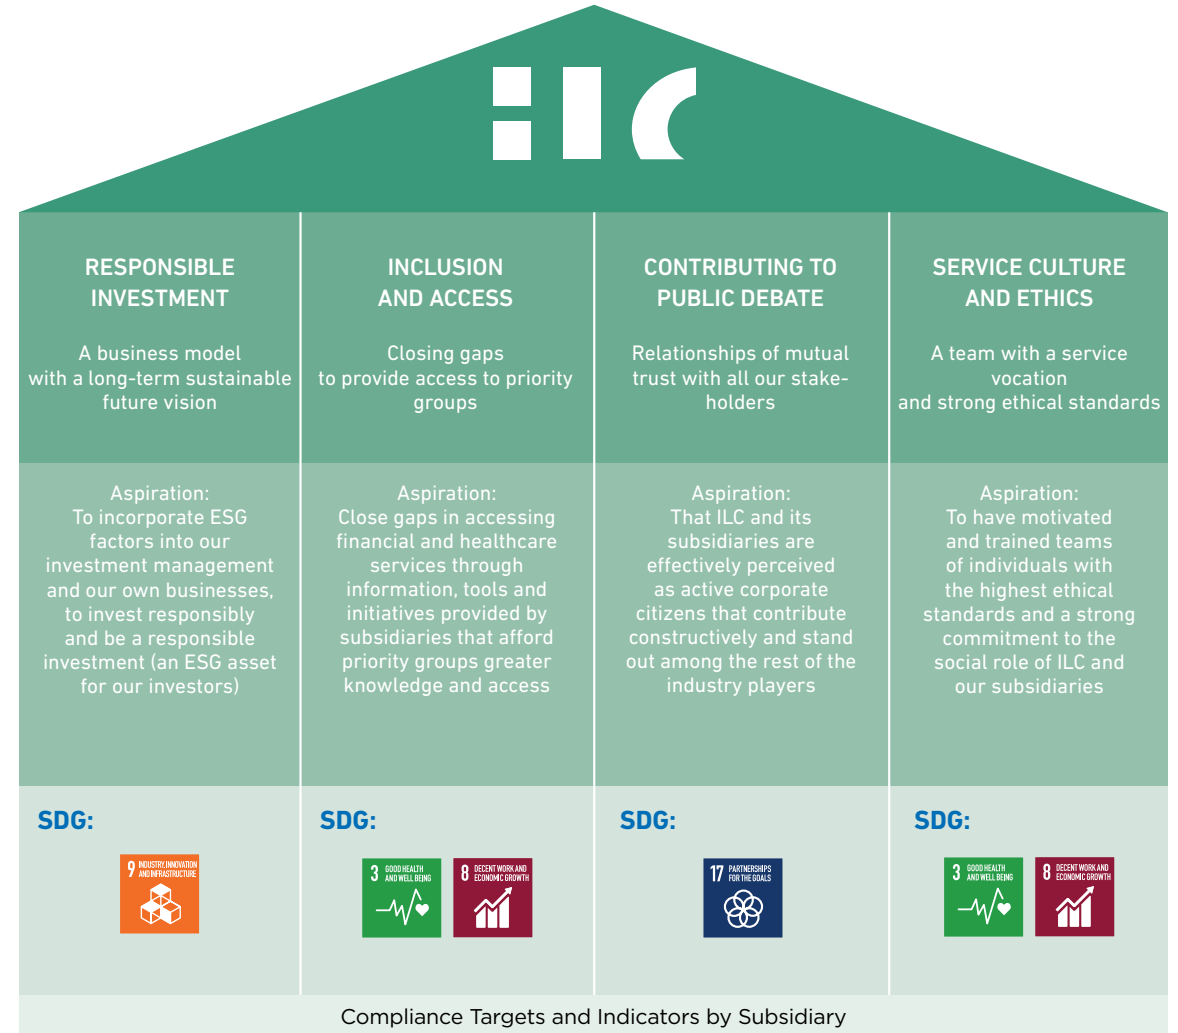 ilC
RESPONSIBLE
INVESTMENT
A business model
with a long-term sustainable
future vision
Aspiration:
To incorporate ESG
factors into our
investment management
and our own businesses,
to invest responsibly
and be a responsible
investment (an ESG asset
for our investors)
SDG:
9 INDUSTRY, INNOVATION
AND INFRASTRUCTURE
INCLUSION
AND ACCESS
Closing gaps
to provide access to priority
groups
Aspiration:
Close gaps in accessing
financial and healthcare
services through
information, tools and
initiatives provided by
subsidiaries that afford
priority groups greater
knowledge and access
SDG:
3 GOOD HEALTH
AND WELL BEING
8 DECENT WORK AND
ECONOMIC GROWTH
CONTRIBUTING TO
PUBLIC DEBATE
Relationships of mutual
trust with all our stake-
holders
Aspiration:
That ILC and its
subsidiaries are
effectively perceived
as active corporate
citizens that contribute
constructively and stand
out among the rest of the
industry players
SDG:
17 PARTNERSHIPS
FOR THE GOALS
SERVICE CULTURE
AND ETHICS
A team with a service
vocation
and strong ethical standards
Aspiration:
To have motivated
and trained teams
of individuals with
the highest ethical
standards and a strong
commitment to the
social role of ILC and
our subsidiaries
SDG:
3 GOOD HEALTH
AND WELL BEING
8 DECENT WORK AND
ECONOMIC GROWTH
Compliance Targets and Indicators by Subsidiary